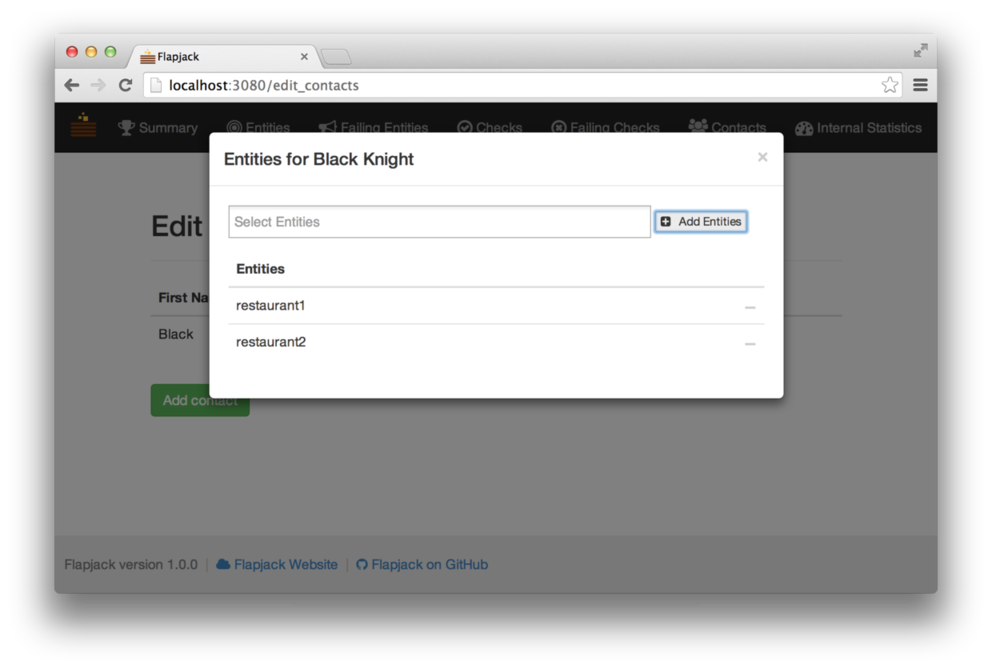 Flapjack
localhost:3080/edit_contacts
Summary Entities Failing Entities Checks Failing Checks Contacts Internal Statistics
Entities for Black Knight
Edit
Select Entities Add Entities
Entities
First Na
restaurant1
Black
restaurant2
Add contact
Flapjack version 1.0.0 | Flapjack Website | Flapjack on GitHub